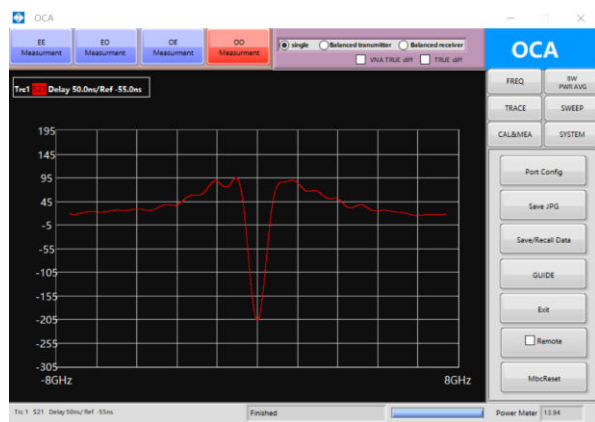 OCA
EE Measurment
EO Measurment
OE Measurment
OO Measurment
single Balanced transmitter Balanced receiver
VNA TRUE diff TRUE diff
OCA
FREQ BW PWR AVG
TRACE SWEEP
CAL&MEA SYSTEM
Trc1 S21 Delay 50.0ns/Ref -55.0ns
195
145
95
45
-5
-55
-105
-155
-205
-255
-305
-8GHz 8GHz
Port Config
Save JPG
Save/Recall Data
GUIDE
Exit
Remote
MbcReset
Trc 1 S21 Delay 50ns/ Ref -55ns Finished Power Meter 13.94